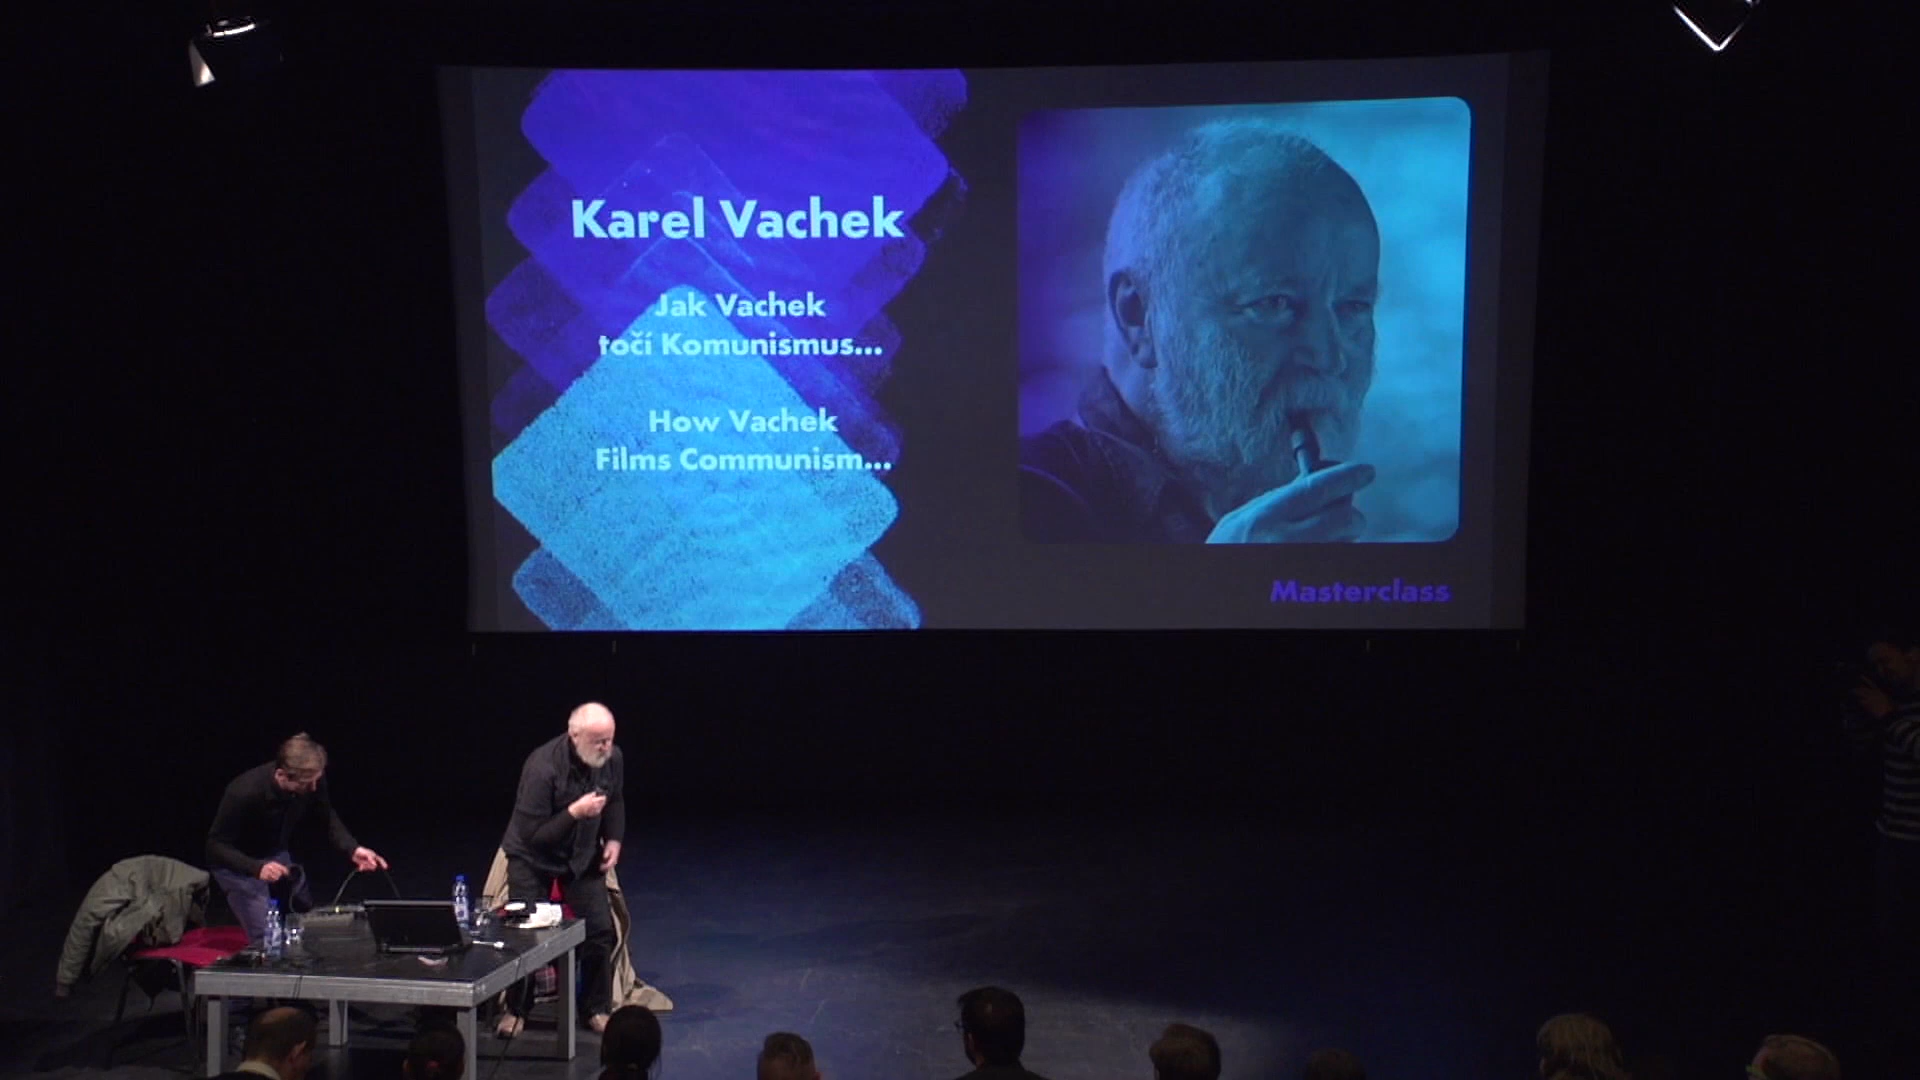 Karel Vachek
Jak Vachek
točí Komunismus...
How Vachek
Films Communism...
Masterclass